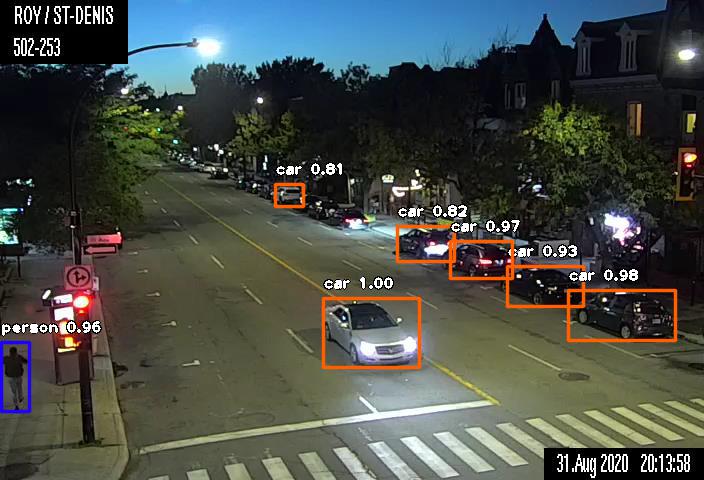 ROY / ST-DENIS
502-253
car 0.81
car 0.82
car 0.97
car 0.93
car 0.98
car 1.00
person 0.96
31.Aug 2020 20:13:58